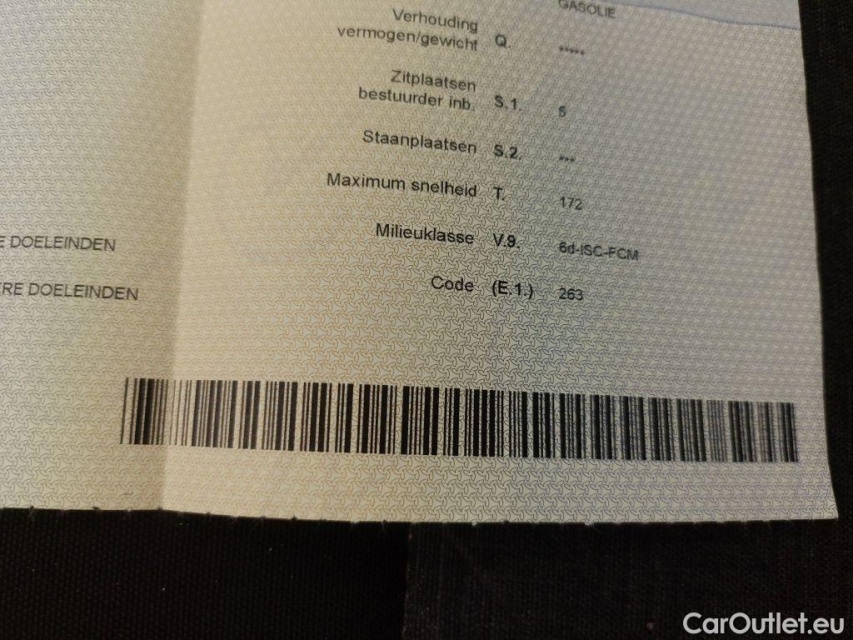 GASOLIE
Verhouding
vermogen/gewicht Q. *****
Zitplaatsen
bestuurder inb. S.1. 5
Staanplaatsen S.2. ***
Maximum snelheid T. 172
Milieuklasse V.9. 6d-ISC-FCM
E DOELEINDEN
Code (E.1.) 263
ERE DOELEINDEN
CarOutlet.eu